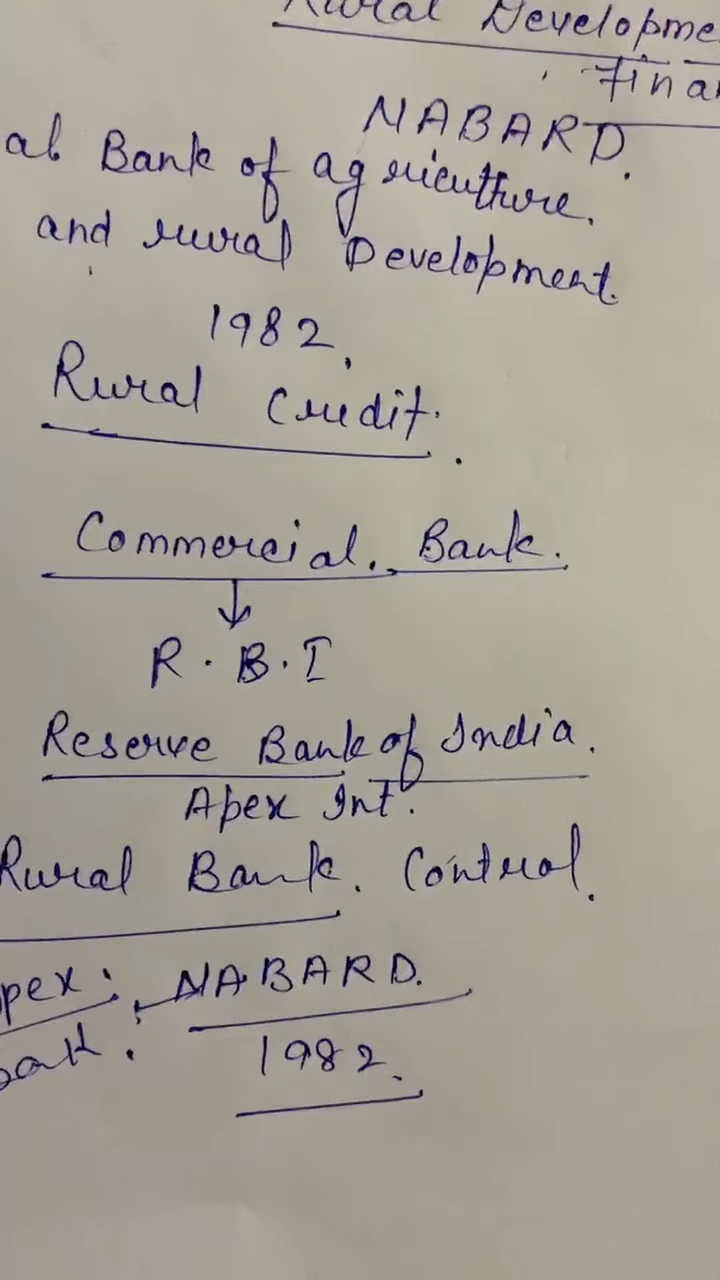 Rural Developme
Finan
NABARD.
al Bank of agricuthure.
and rural Development.
1982.
Rural Credit.
Commercial. Bank.
↓
R.B.I
Reserve Bank of India.
Apex Int.
Rural Bank. Control.
pex: NABARD.
1982.